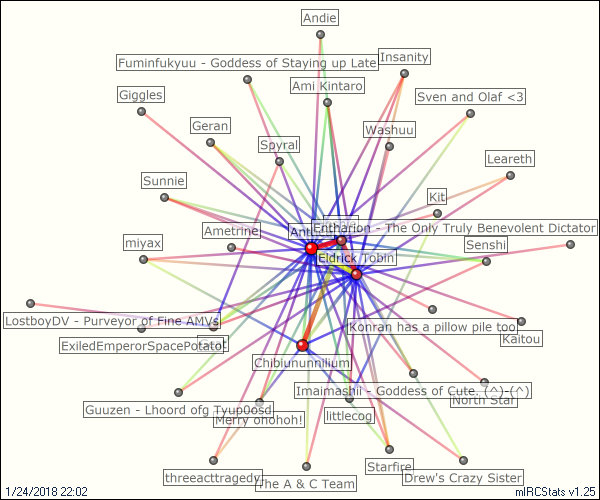 Andie
Fuminfukyuu - Goddess of Staying up Late
Insanity
Ami Kintaro
Giggles
Sven and Olaf <3
Geran
Washuu
Spyral
Leareth
Sunnie
Kit
Ametrine
Entharion - The Only Truly Benevolent Dictator
miyax
Senshi
Eldrick Tobin
LostboyDV - Purveyor of Fine AMVs
Konran has a pillow pile too
Kaitou
ExiledEmperorSpacePotato
Chibiununnilium
Imaimashii - Goddess of Cute. (^)-(^)
North Star
Guuzen - Lhoord ofg Tyup0osd
Merry ohohoh!
littlecog
Starfire
threeacttragedy
The A & C Team
Drew's Crazy Sister
1/24/2018 22:02
mIRCStats v1.25